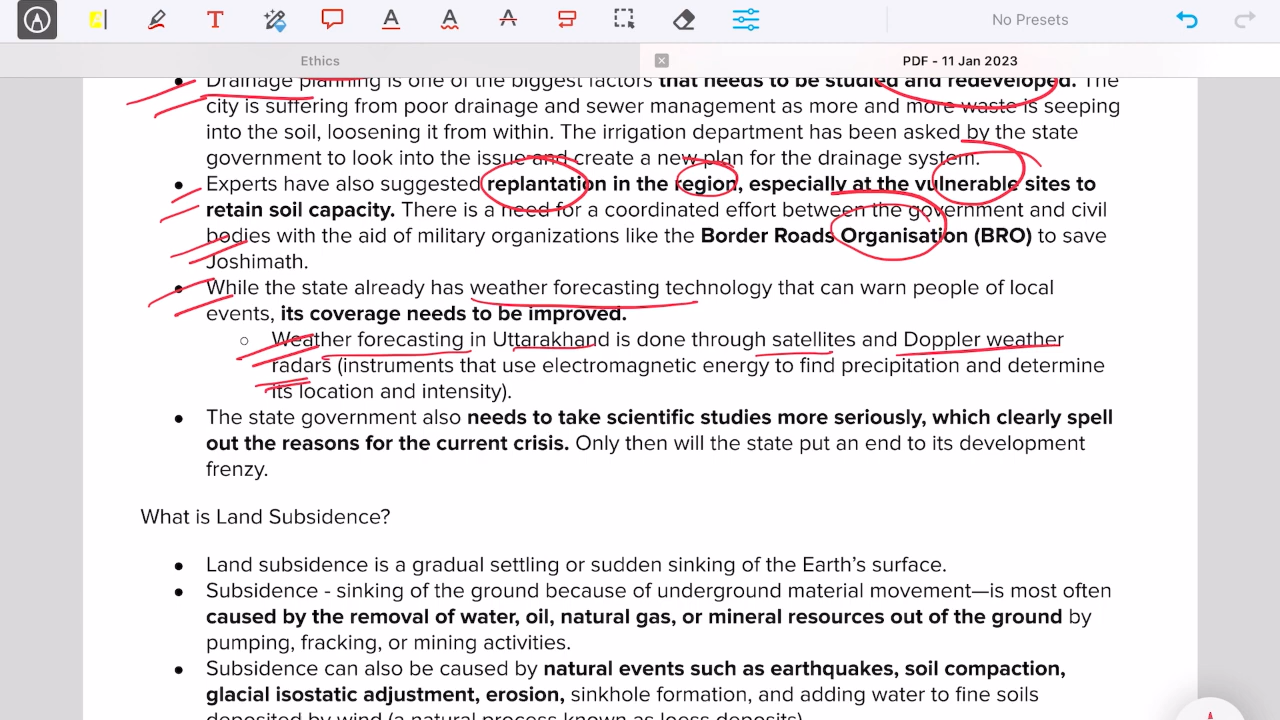 No Presets
Ethics
PDF - 11 Jan 2023
Drainage planning is one of the biggest factors that needs to be studied and redeveloped. The
city is suffering from poor drainage and sewer management as more and more waste is seeping
into the soil, loosening it from within. The irrigation department has been asked by the state
government to look into the issue and create a new plan for the drainage system.
Experts have also suggested replantation in the region, especially at the vulnerable sites to
retain soil capacity. There is a need for a coordinated effort between the government and civil
bodies with the aid of military organizations like the Border Roads Organisation (BRO) to save
Joshimath.
While the state already has weather forecasting technology that can warn people of local
events, its coverage needs to be improved.
Weather forecasting in Uttarakhand is done through satellites and Doppler weather
radars (instruments that use electromagnetic energy to find precipitation and determine
its location and intensity).
The state government also needs to take scientific studies more seriously, which clearly spell
out the reasons for the current crisis. Only then will the state put an end to its development
frenzy.
What is Land Subsidence?
Land subsidence is a gradual settling or sudden sinking of the Earth's surface.
Subsidence - sinking of the ground because of underground material movement—is most often
caused by the removal of water, oil, natural gas, or mineral resources out of the ground by
pumping, fracking, or mining activities.
Subsidence can also be caused by natural events such as earthquakes, soil compaction,
glacial isostatic adjustment, erosion, sinkhole formation, and adding water to fine soils
deposited by wind (a natural process known as loess deposits).